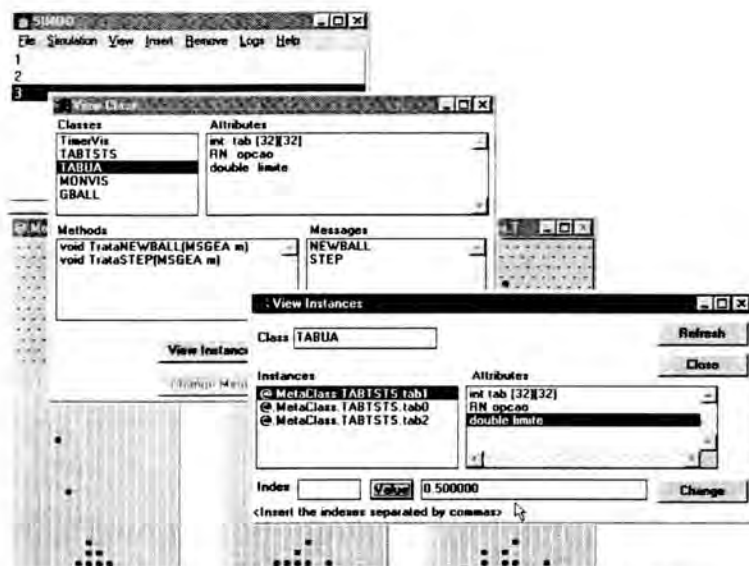 SIMOO
File Simulation View Insert Remove Logs Help
1
2
3
View Class
Classes
Attributes
TimerVis
TABTSTS
TABUA
MONVIS
GBALL
int tab [32][32]
RN opcao
double limite
Methods
Messages
void TrataNEWBALL(MSGEA m)
void TrataSTEP(MSGEA m)
NEWBALL
STEP
View Instances
Class TABUA
Refresh
Close
Instances
Attributes
@.MetaClass.TABTSTS.tab1
@.MetaClass.TABTSTS.tab0
@.MetaClass.TABTSTS.tab2
int tab [32][32]
RN opcao
double limite
Index
Value
0.500000
Change
<Insert the indexes separated by commas>
View Instanc
Change